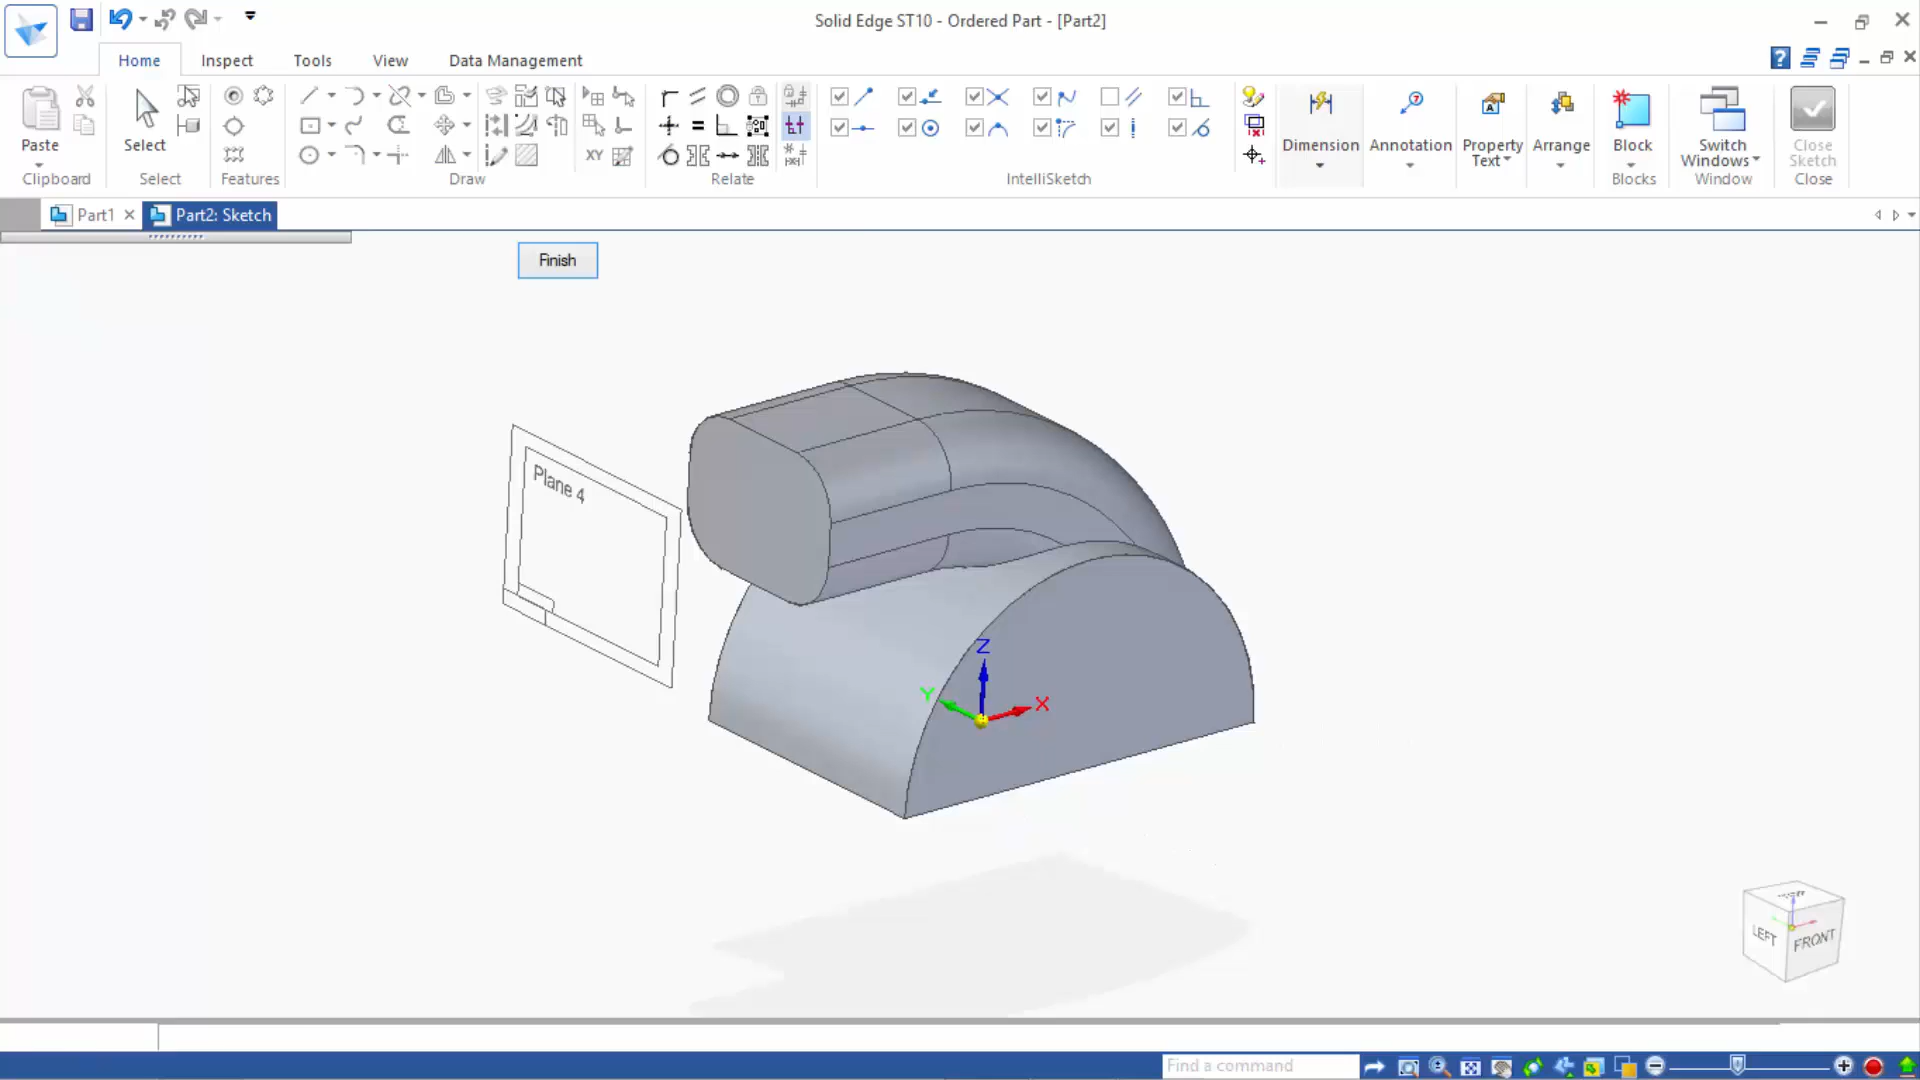 Solid Edge ST10 - Ordered Part - [Part2]
Home Inspect Tools View Data Management
Paste
Select
XY
Dimension
Annotation
Property Text
Arrange
Block
Switch Windows
Close Sketch
Clipboard Select Features Draw Relate IntelliSketch Blocks Window Close
Part1
Part2: Sketch
Finish
Plane 4
Z
Y
X
TOP
LEFT
FRONT
Find a command